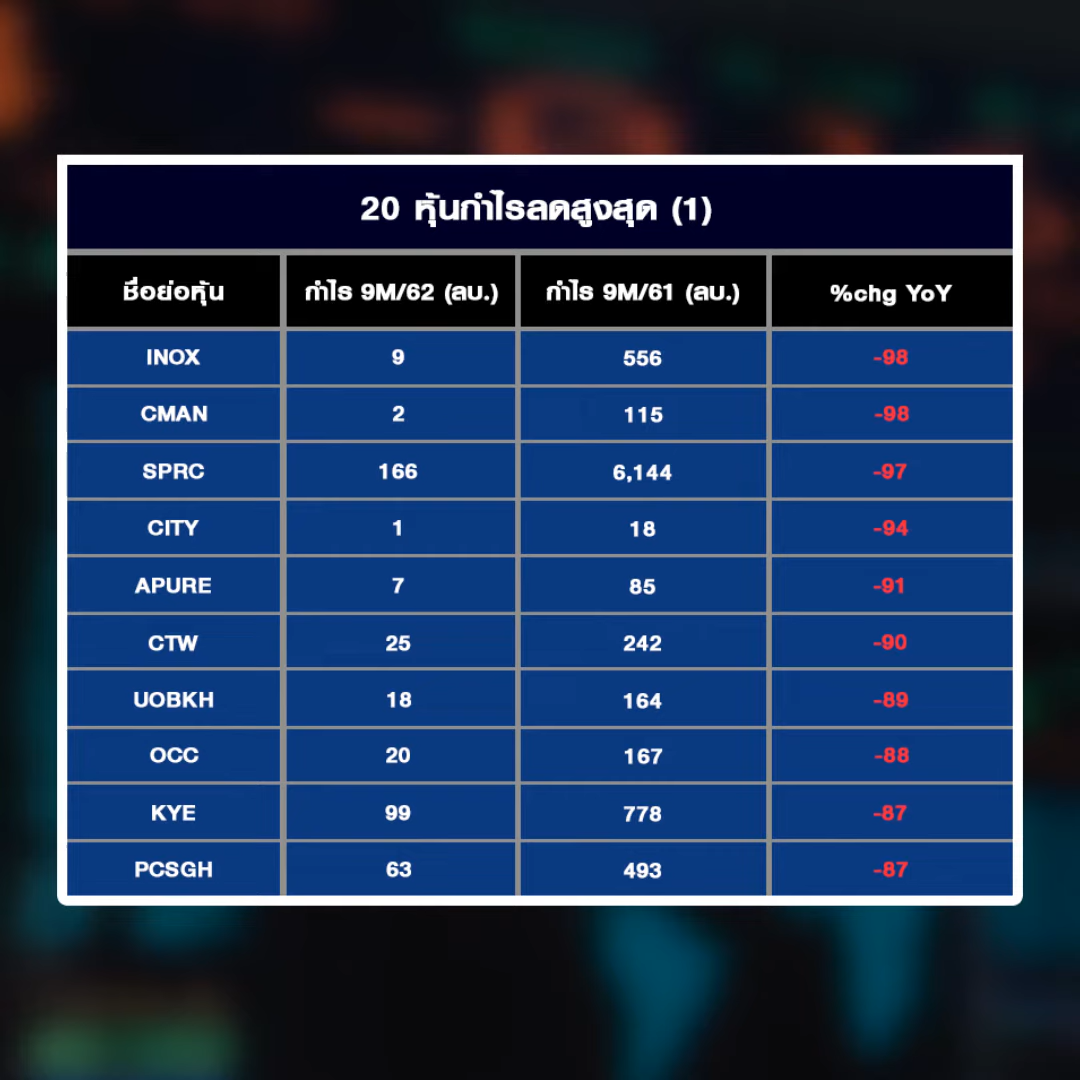 20 หุ้นกำไรลดสูงสุด (1)
ชื่อย่อหุ้น กำไร 9M/62 (ลบ.) กำไร 9M/61 (ลบ.) %chg YoY
INOX 9 556 -98
CMAN 2 115 -98
SPRC 166 6,144 -97
CITY 1 18 -94
APURE 7 85 -91
CTW 25 242 -90
UOBKH 18 164 -89
OCC 20 167 -88
KYE 99 778 -87
PCSGH 63 493 -87